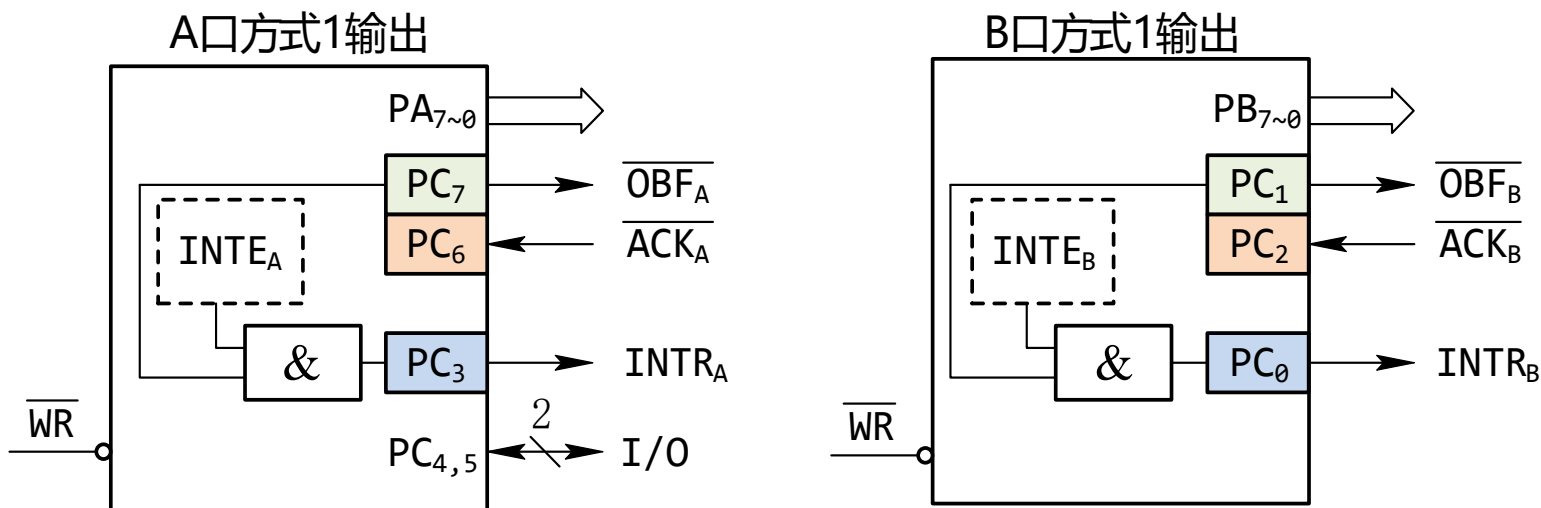 A口方式1输出
PA7~0
PC7
OBFA
PC6
ACKA
INTEA
&
PC3
INTRA
WR
PC4,5
2
I/O
B口方式1输出
PB7~0
PC1
OBFB
PC2
ACKB
INTEB
&
PC0
INTRB
WR